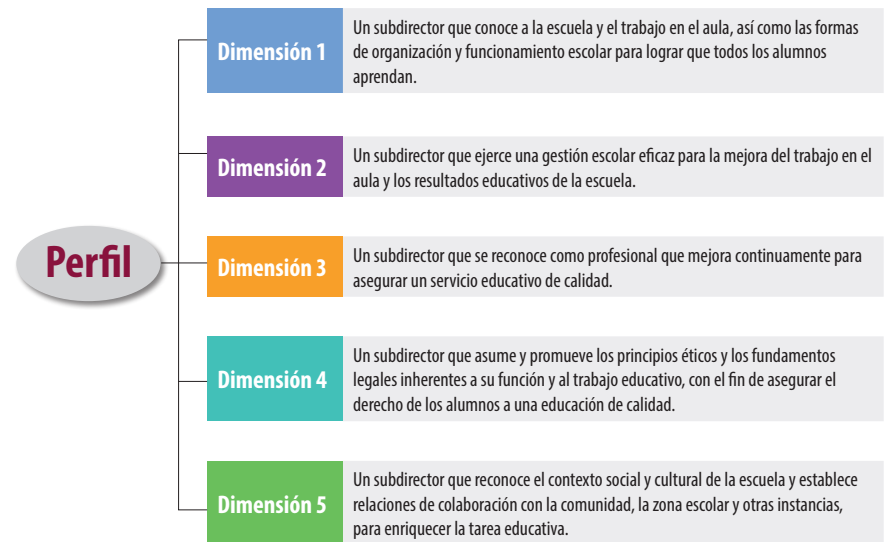 Perfil
Dimensión 1
Un subdirector que conoce a la escuela y el trabajo en el aula, así como las formas
de organización y funcionamiento escolar para lograr que todos los alumnos
aprendan.
Dimensión 2
Un subdirector que ejerce una gestión escolar eficaz para la mejora del trabajo en el
aula y los resultados educativos de la escuela.
Dimensión 3
Un subdirector que se reconoce como profesional que mejora continuamente para
asegurar un servicio educativo de calidad.
Dimensión 4
Un subdirector que asume y promueve los principios éticos y los fundamentos
legales inherentes a su función y al trabajo educativo, con el fin de asegurar el
derecho de los alumnos a una educación de calidad.
Dimensión 5
Un subdirector que reconoce el contexto social y cultural de la escuela y establece
relaciones de colaboración con la comunidad, la zona escolar y otras instancias,
para enriquecer la tarea educativa.